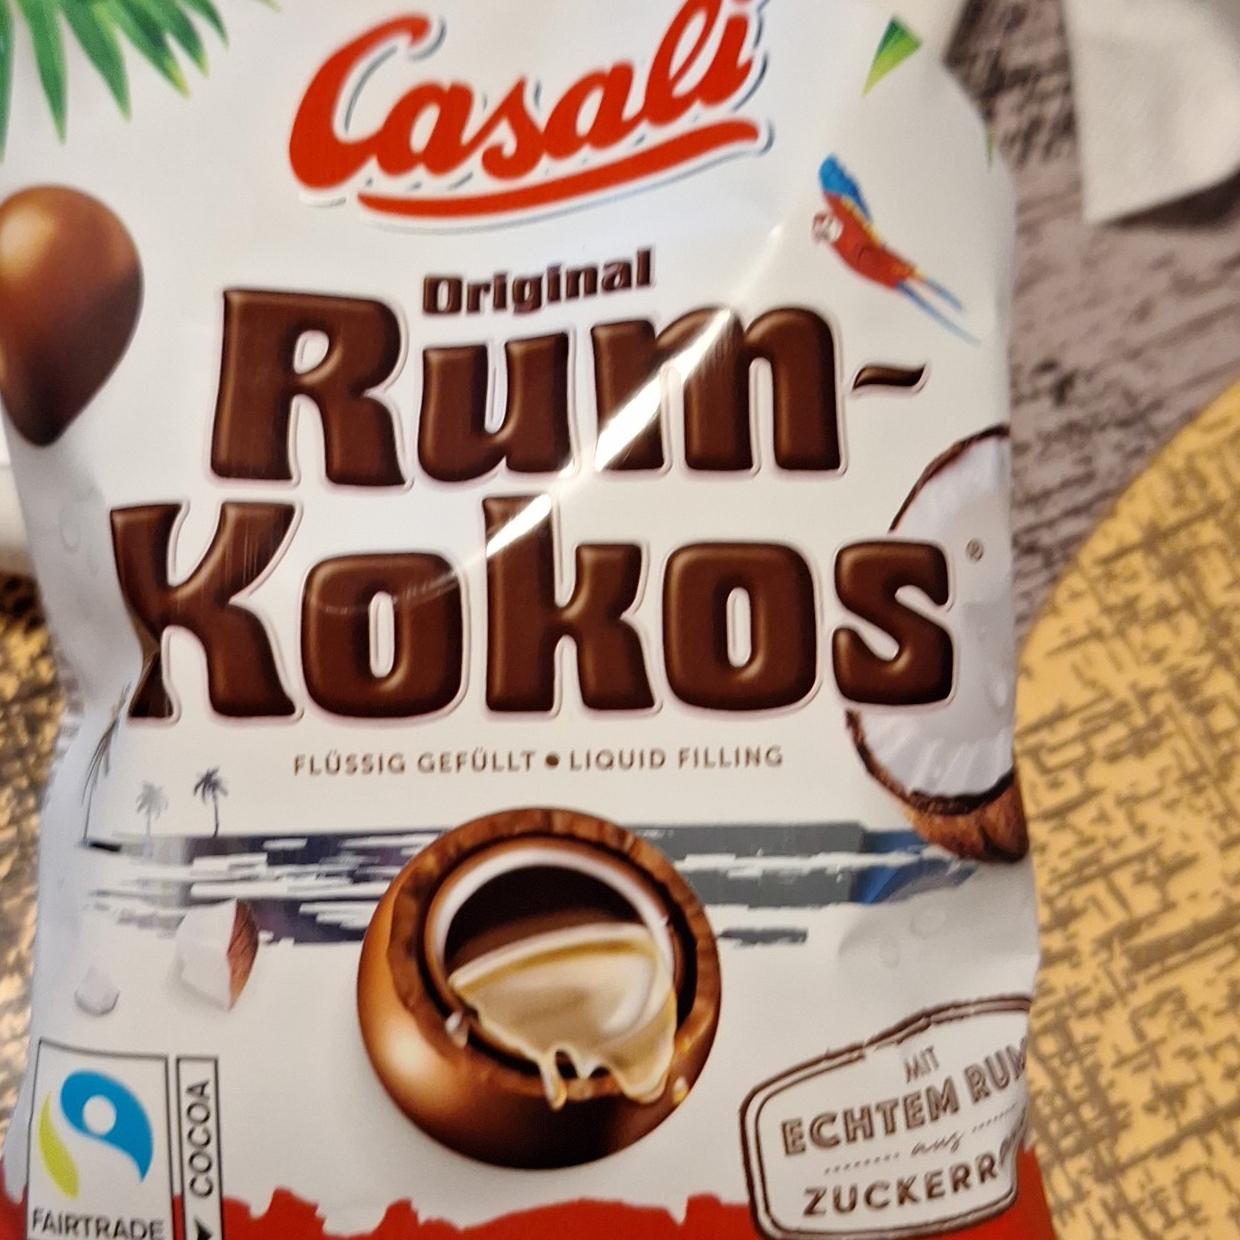 Casali
Original
Rum-
Kokos®
FLÜSSIG GEFÜLLT • LIQUID FILLING
MIT
ECHTEM RUM
aus
FAIRTRADE
COCOA